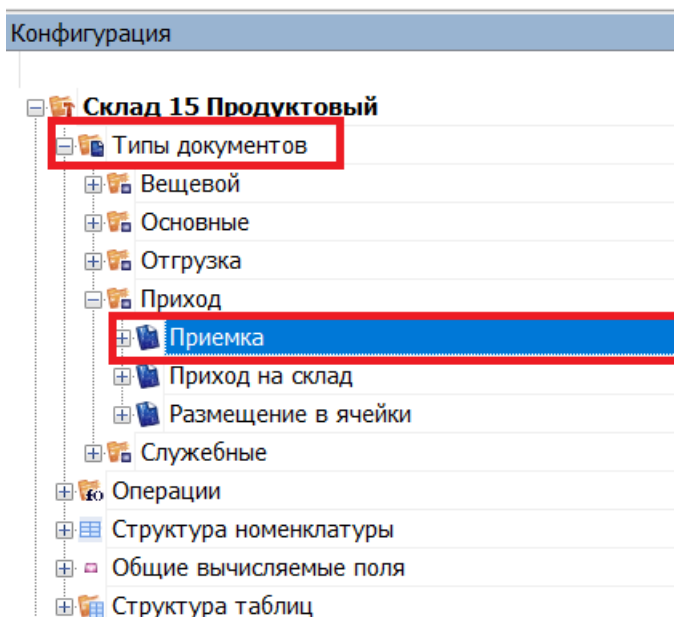 Конфигурация
Склад 15 Продуктовый
Типы документов
Вещевой
Основные
Отгрузка
Приход
Приемка
Приход на склад
Размещение в ячейки
Служебные
Операции
Структура номенклатуры
Общие вычисляемые поля
Структура таблиц